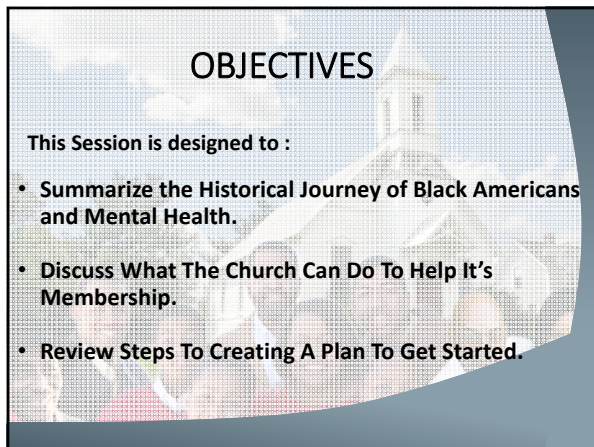 OBJECTIVES
This Session is designed to :
• Summarize the Historical Journey of Black Americans
and Mental Health.
• Discuss What The Church Can Do To Help It's
Membership.
• Review Steps To Creating A Plan To Get Started.